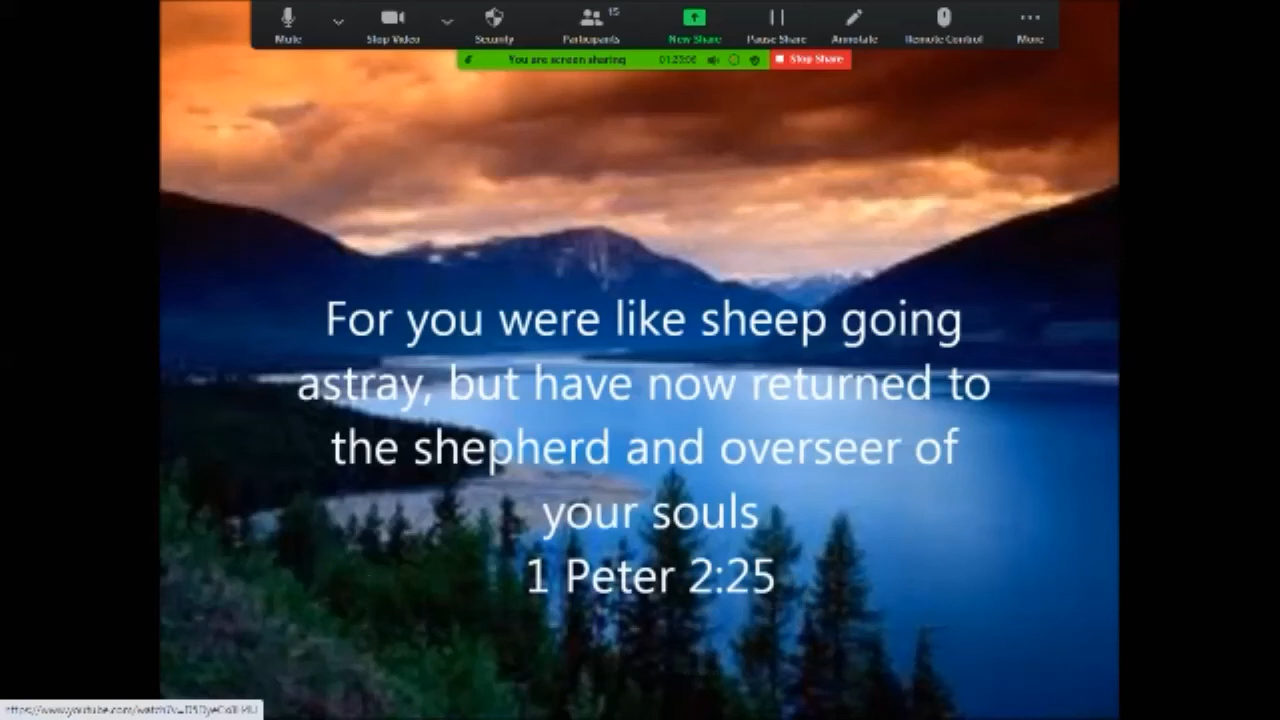 Mute
Stop Video
Security
15
Participants
New Share
Pause Share
Annotate
Remote Control
More
You are screen sharing
Stop Share
For you were like sheep going
astray, but have now returned to
the shepherd and overseer of
your souls
1 Peter 2:25